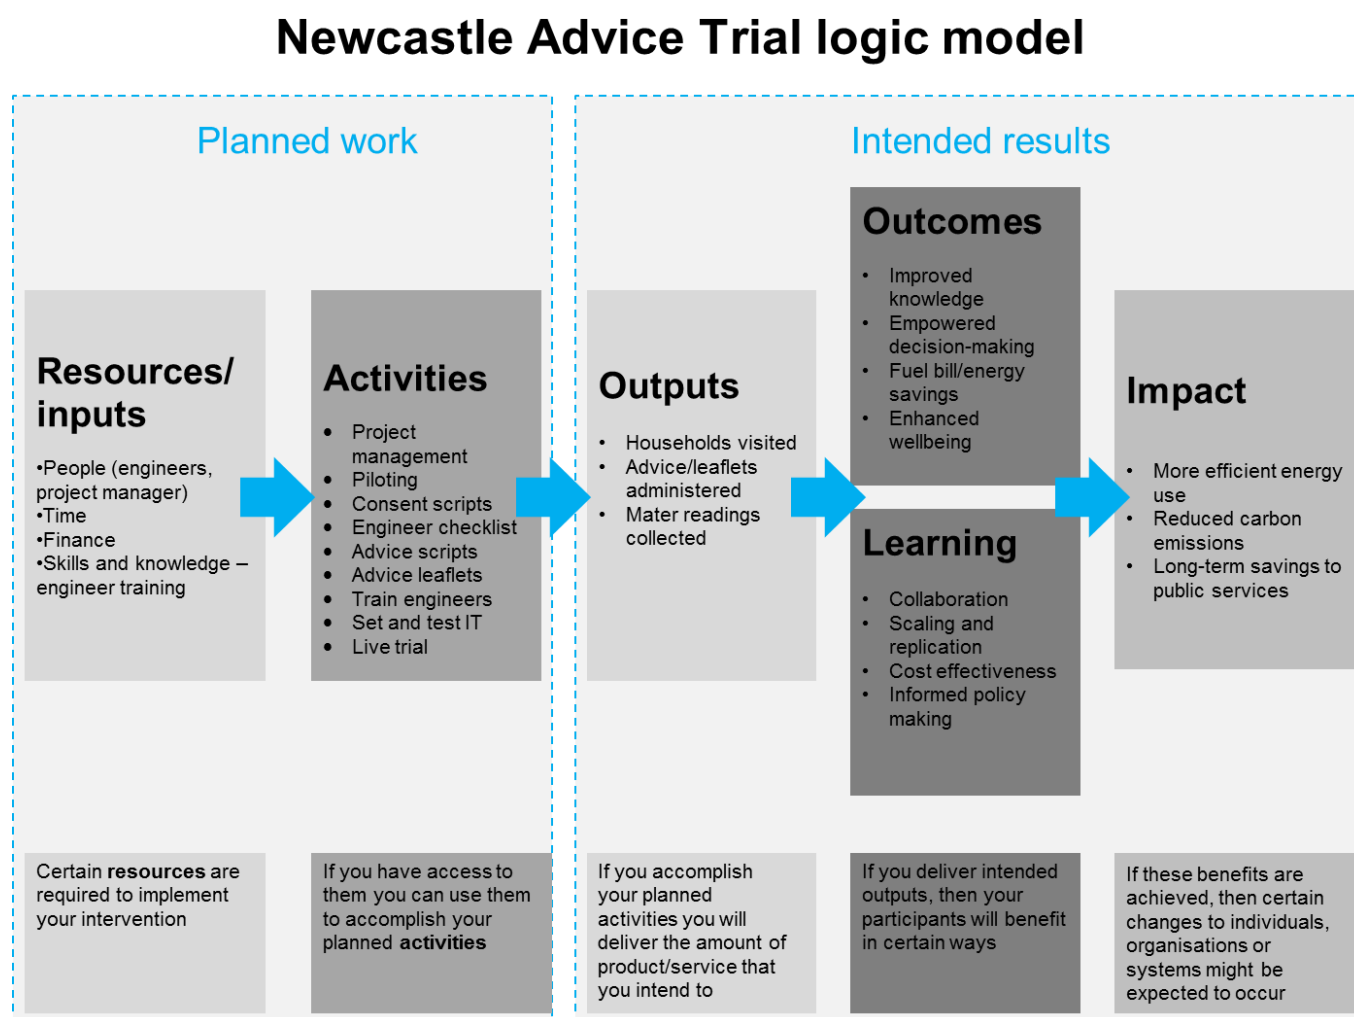 Newcastle Advice Trial logic model
Planned work
Intended results
Resources/
inputs
•People (engineers,
project manager)
•Time
•Finance
•Skills and knowledge –
engineer training
Activities
• Project
management
• Piloting
• Consent scripts
• Engineer checklist
• Advice scripts
• Advice leaflets
• Train engineers
• Set and test IT
• Live trial
Outputs
• Households visited
• Advice/leaflets
administered
• Mater readings
collected
Outcomes
• Improved
knowledge
• Empowered
decision-making
• Fuel bill/energy
savings
• Enhanced
wellbeing
Learning
• Collaboration
• Scaling and
replication
• Cost effectiveness
• Informed policy
making
Impact
• More efficient energy
use
• Reduced carbon
emissions
• Long-term savings to
public services
Certain resources are
required to implement
your intervention
If you have access to
them you can use them
to accomplish your
planned activities
If you accomplish
your planned
activities you will
deliver the amount of
product/service that
you intend to
If you deliver intended
outputs, then your
participants will benefit
in certain ways
If these benefits are
achieved, then certain
changes to individuals,
organisations or
systems might be
expected to occur